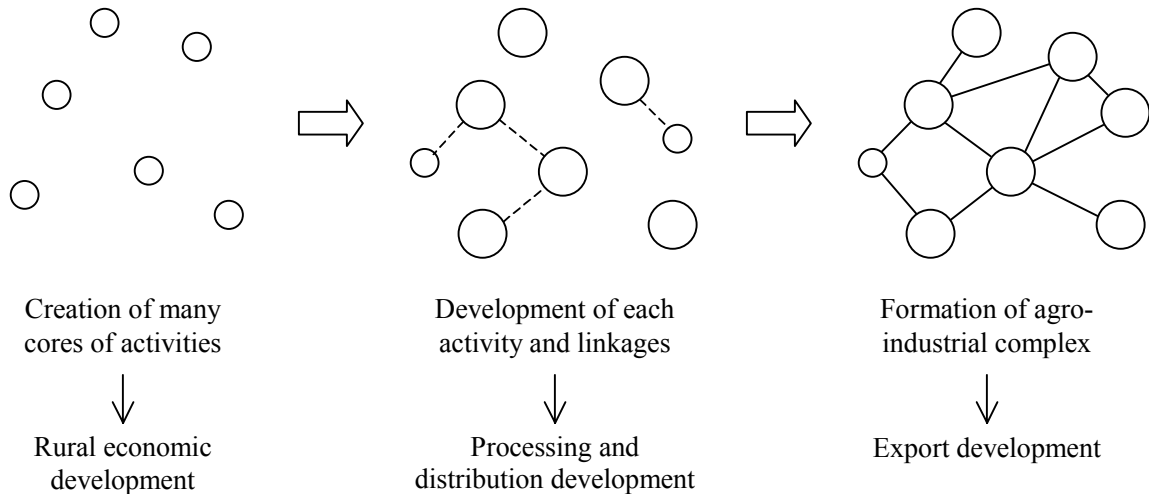 Creation of many
cores of activities
Rural economic
development
Development of each
activity and linkages
Processing and
distribution development
Formation of agro-
industrial complex
Export development